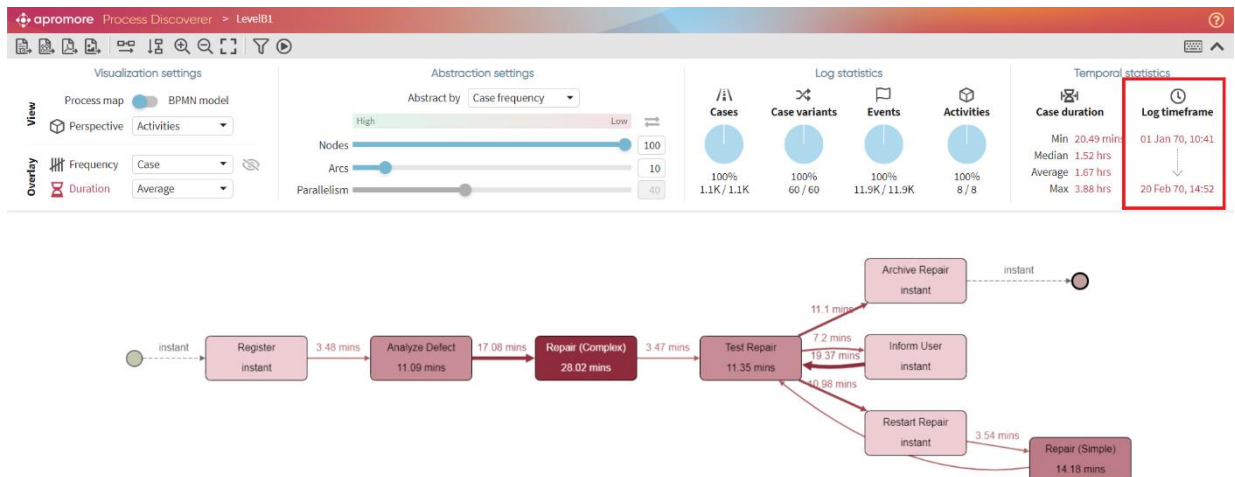 apromore Process Discoverer > LevelB1
Visualization settings
View
Process map BPMN model
Perspective Activities
Overlay
Frequency Case
Duration Average
Abstraction settings
Abstract by Case frequency
High Low
Nodes 100
Arcs 10
Parallelism 40
Log statistics
Cases Case variants Events Activities
100% 100% 100% 100%
1.1K / 1.1K 60 / 60 11.9K / 11.9K 8 / 8
Temporal statistics
Case duration Log timeframe
Min 20.49 mins 01 Jan 70, 10:41
Median 1.52 hrs
Average 1.67 hrs
Max 3.88 hrs 20 Feb 70, 14:52
instant
Register
instant
3.48 mins
Analyze Defect
11.09 mins
17.08 mins
Repair (Complex)
28.02 mins
3.47 mins
Test Repair
11.35 mins
11.1 mins
Archive Repair
instant
instant
7.2 mins
19.37 mins
Inform User
instant
10.98 mins
Restart Repair
instant
3.54 mins
Repair (Simple)
14.18 mins